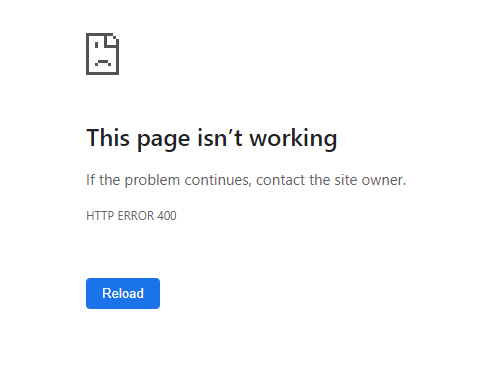 This page isn’t working
If the problem continues, contact the site owner.
HTTP ERROR 400
Reload